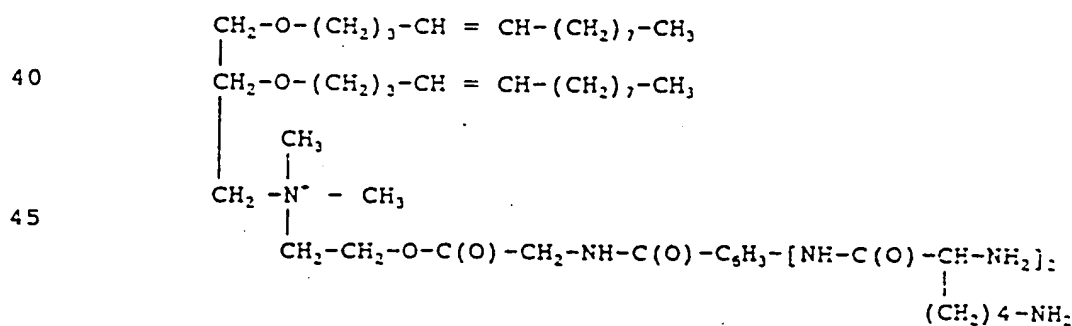 CH₂-O-(CH₂)₃-CH = CH-(CH₂)₇-CH₃
40 CH₂-O-(CH₂)₃-CH = CH-(CH₂)₇-CH₃
CH₃
CH₂ -N⁺ - CH₃
45
CH₂-CH₂-O-C(O)-CH₂-NH-C(O)-C₆H₃-[NH-C(O)-CH-NH₂]₂
(CH₂)4-NH₂